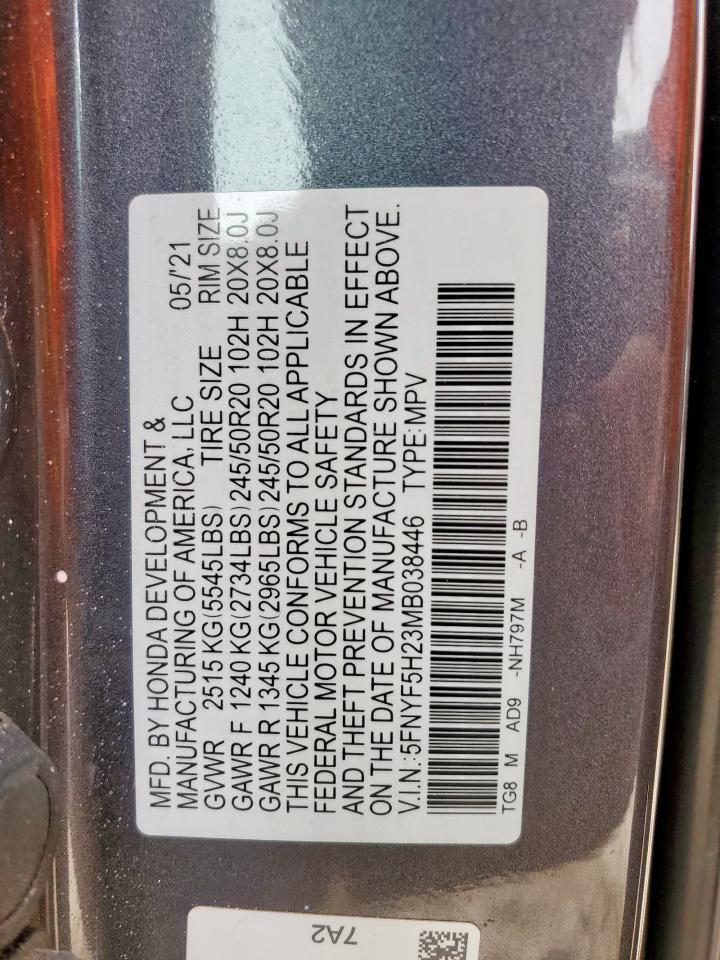 MFD. BY HONDA DEVELOPMENT &
MANUFACTURING OF AMERICA, LLC 05/'21
GVWR 2515 KG(5545LBS) TIRE SIZE RIM SIZE
GAWR F 1240 KG(2734LBS) 245/50R20 102H 20X8.0J
GAWR R 1345 KG(2965LBS) 245/50R20 102H 20X8.0J
THIS VEHICLE CONFORMS TO ALL APPLICABLE
FEDERAL MOTOR VEHICLE SAFETY
AND THEFT PREVENTION STANDARDS IN EFFECT
ON THE DATE OF MANUFACTURE SHOWN ABOVE.
V.I.N.:5FNYF5H23MB038446 TYPE:MPV
TG8 M AD9 -NH797M -A -B
7A2